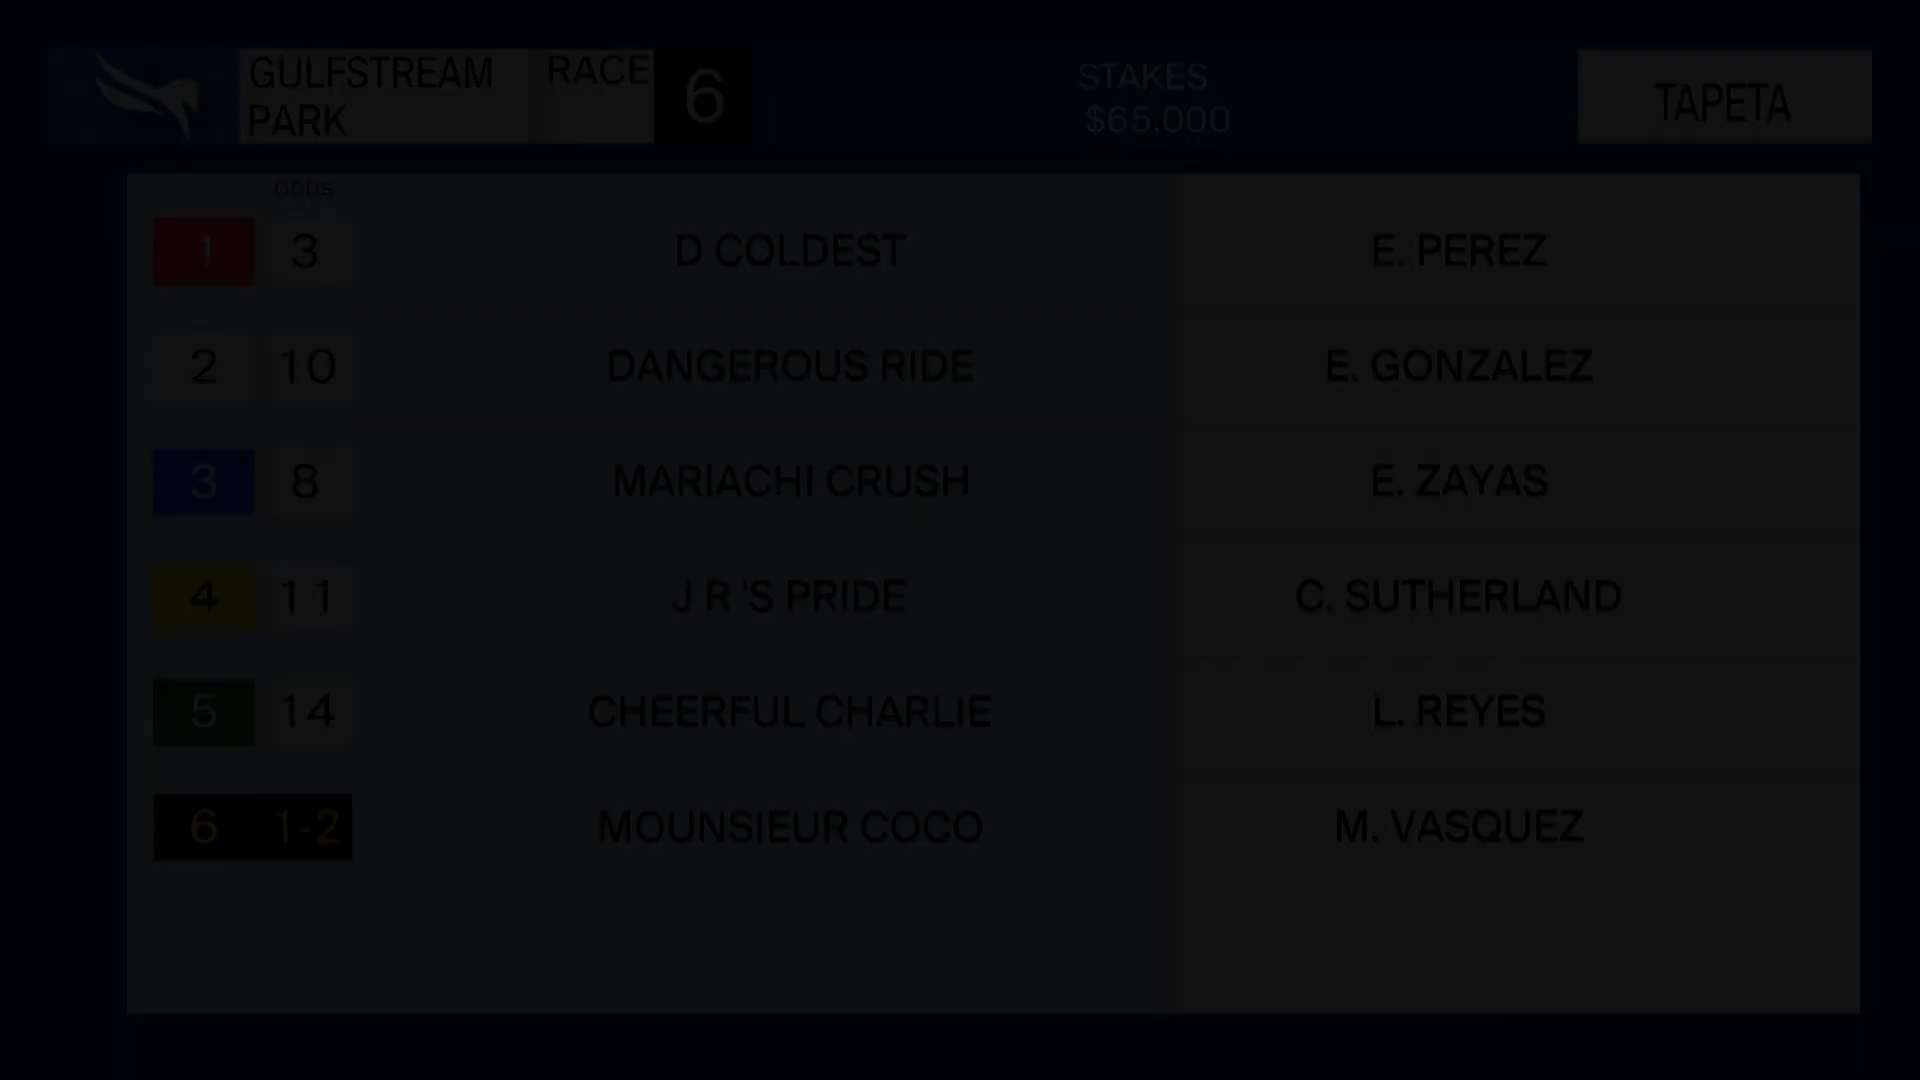 GULFSTREAM
PARK
RACE
6
STAKES
$65,000
TAPETA
ODDS
1 3 D COLDEST E. PEREZ
2 10 DANGEROUS RIDE E. GONZALEZ
3 8 MARIACHI CRUSH E. ZAYAS
4 11 J R 'S PRIDE C. SUTHERLAND
5 14 CHEERFUL CHARLIE L. REYES
6 1-2 MOUNSIEUR COCO M. VASQUEZ